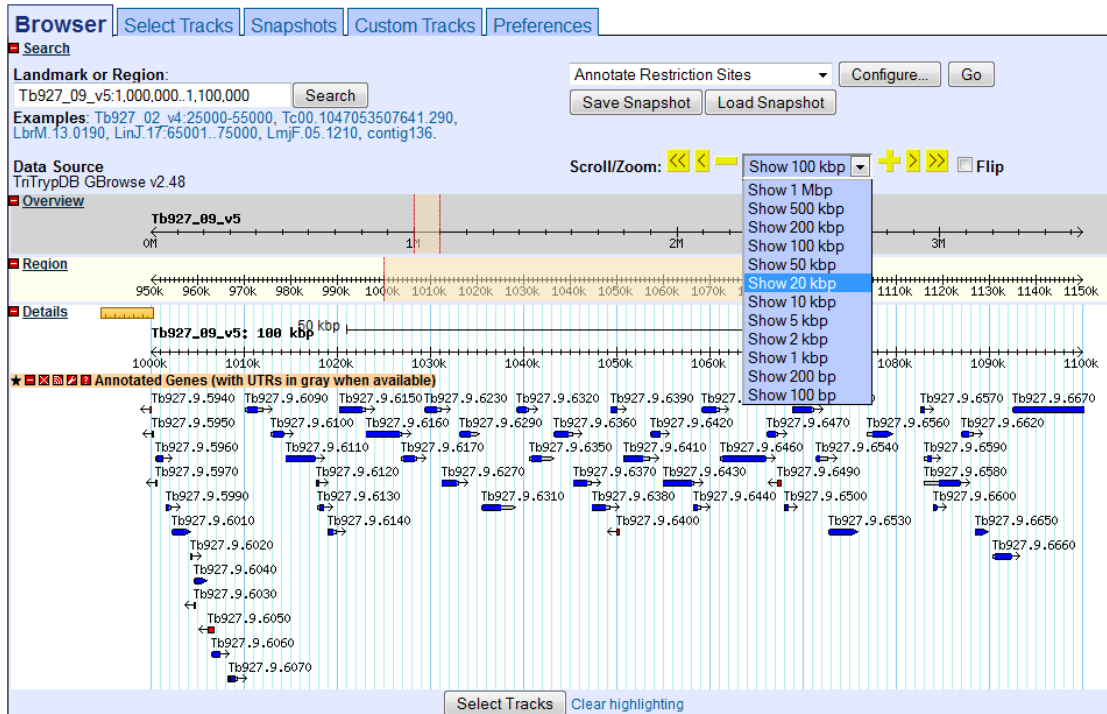 Browser Select Tracks Snapshots Custom Tracks Preferences
Search
Landmark or Region:
Tb927_09_v5:1,000,000..1,100,000 Search
Annotate Restriction Sites Configure... Go
Save Snapshot Load Snapshot
Examples: Tb927_02_v4:25000-55000, Tc00.1047053507641.290,
LbrM.13.0190, LinJ.17:65001..75000, LmjF.05.1210, contig136.
Data Source
TriTrypDB GBrowse v2.48
Scroll/Zoom: << < Show 100 kbp > >> Flip
Show 1 Mbp
Show 500 kbp
Show 200 kbp
Show 100 kbp
Show 50 kbp
Show 20 kbp
Show 10 kbp
Show 5 kbp
Show 2 kbp
Show 1 kbp
Show 200 bp
Show 100 bp
Overview
Tb927_09_v5
0M 1M 2M 3M
Region
950k 960k 970k 980k 990k 1000k 1010k 1020k 1030k 1040k 1050k 1060k 1070k 1110k 1120k 1130k 1140k 1150k
Details
50 kbp
Tb927_09_v5: 100 kbp
1000k 1010k 1020k 1030k 1040k 1050k 1060k 1080k 1090k 1100k
Annotated Genes (with UTRs in gray when available)
Tb927.9.5940 Tb927.9.6090 Tb927.9.6150 Tb927.9.6230 Tb927.9.6320 Tb927.9.6390 Tb927.9.6570 Tb927.9.6670
Tb927.9.5950 Tb927.9.6100 Tb927.9.6160 Tb927.9.6290 Tb927.9.6360 Tb927.9.6420 Tb927.9.6470 Tb927.9.6560 Tb927.9.6620
Tb927.9.5960 Tb927.9.6110 Tb927.9.6170 Tb927.9.6350 Tb927.9.6410 Tb927.9.6460 Tb927.9.6540 Tb927.9.6590
Tb927.9.5970 Tb927.9.6120 Tb927.9.6270 Tb927.9.6370 Tb927.9.6430 Tb927.9.6490 Tb927.9.6580
Tb927.9.5990 Tb927.9.6130 Tb927.9.6310 Tb927.9.6380 Tb927.9.6440 Tb927.9.6500 Tb927.9.6600
Tb927.9.6010 Tb927.9.6140 Tb927.9.6400 Tb927.9.6530 Tb927.9.6650
Tb927.9.6020 Tb927.9.6660
Tb927.9.6040
Tb927.9.6030
Tb927.9.6050
Tb927.9.6060
Tb927.9.6070
Select Tracks Clear highlighting